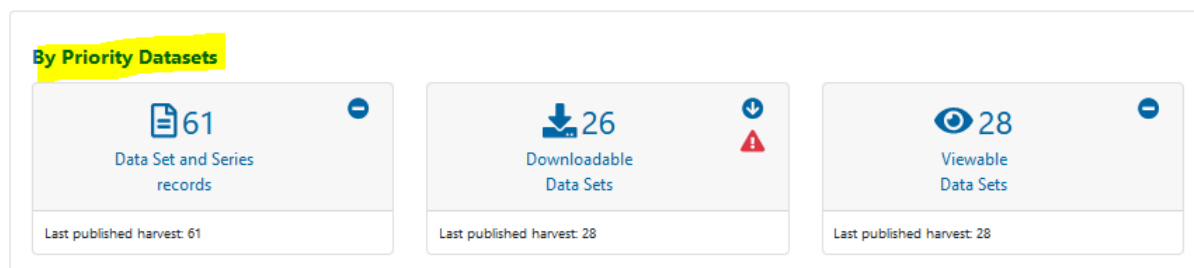 By Priority Datasets
61
Data Set and Series
records
Last published harvest: 61
26
Downloadable
Data Sets
Last published harvest: 28
28
Viewable
Data Sets
Last published harvest: 28